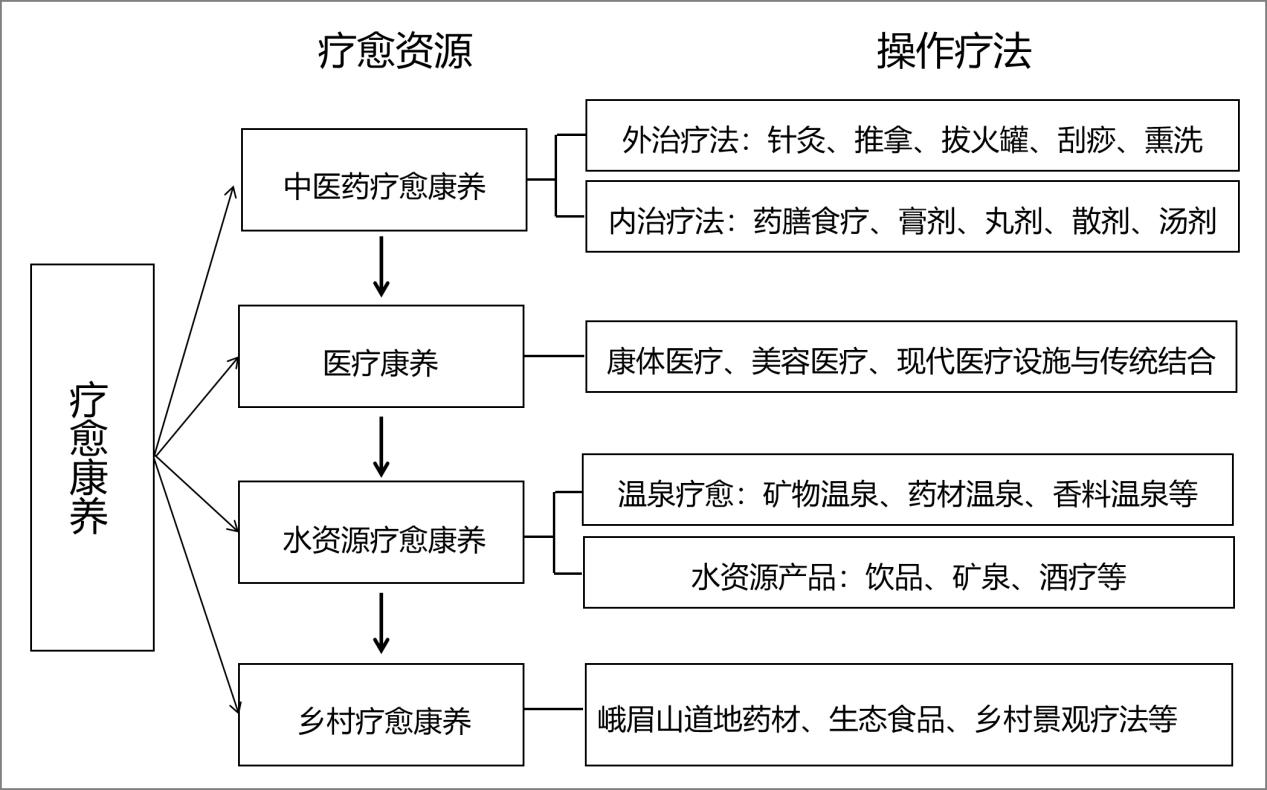 疗愈资源
操作疗法
疗愈康养
中医药疗愈康养
外治疗法：针灸、推拿、拔火罐、刮痧、熏洗
内治疗法：药膳食疗、膏剂、丸剂、散剂、汤剂
医疗康养
康体医疗、美容医疗、现代医疗设施与传统结合
水资源疗愈康养
温泉疗愈：矿物温泉、药材温泉、香料温泉等
水资源产品：饮品、矿泉、酒疗等
乡村疗愈康养
峨眉山道地药材、生态食品、乡村景观疗法等